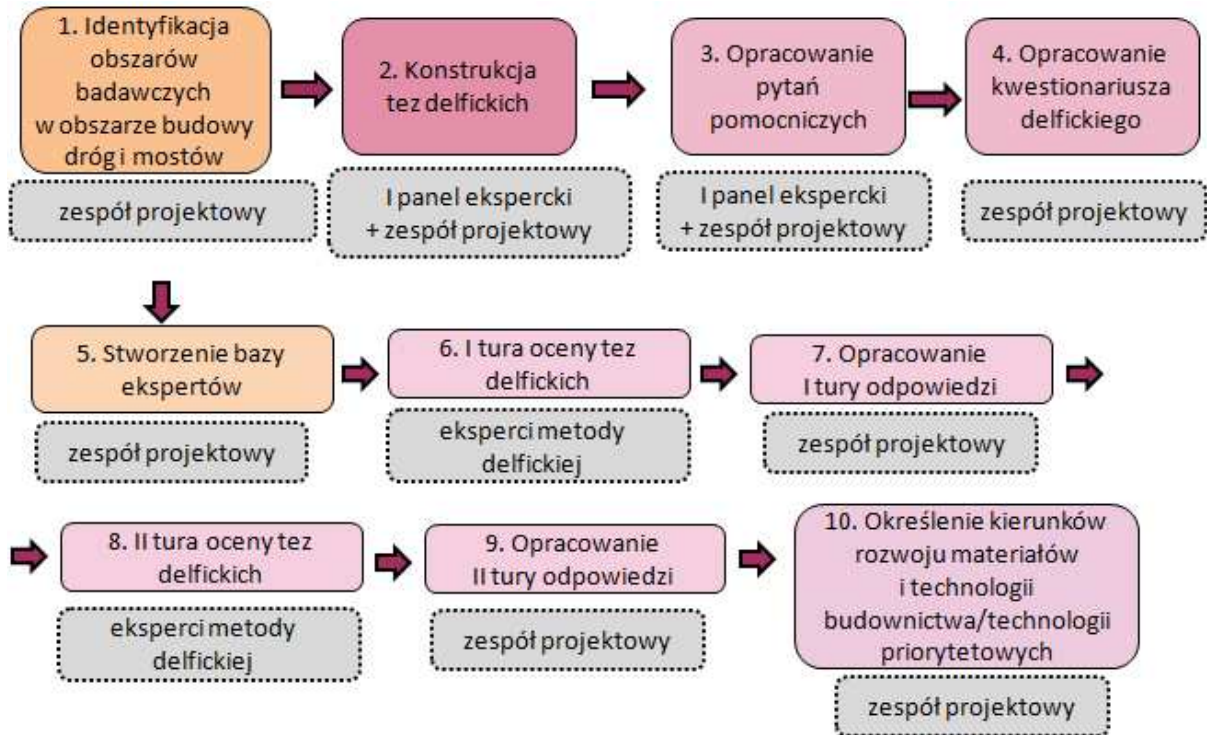 1. Identyfikacja
obszarów
badawczych
w obszarze budowy
dróg i mostów
zespół projektowy
2. Konstrukcja
tez delfickich
I panel ekspercki
+ zespół projektowy
3. Opracowanie
pytań
pomocniczych
I panel ekspercki
+ zespół projektowy
4. Opracowanie
kwestionariusza
delfickiego
zespół projektowy
5. Stworzenie bazy
ekspertów
zespół projektowy
6. I tura oceny tez
delfickich
eksperci metody
delfickiej
7. Opracowanie
I tury odpowiedzi
zespół projektowy
8. II tura oceny tez
delfickich
eksperci metody
delfickiej
9. Opracowanie
II tury odpowiedzi
zespół projektowy
10. Określenie kierunków
rozwoju materiałów
i technologii
budownictwa/technologii
priorytetowych
zespół projektowy